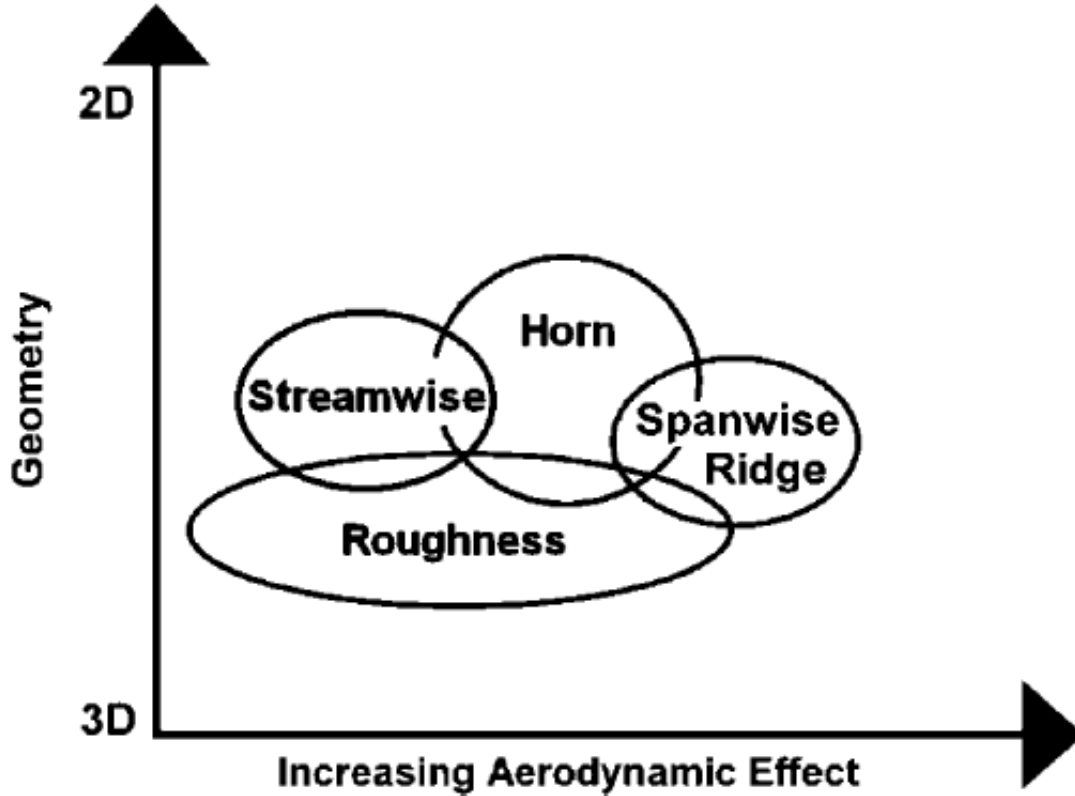 2D
Horn
Geometry
Streamwise
Spanwise
Ridge
Roughness
3D
Increasing Aerodynamic Effect